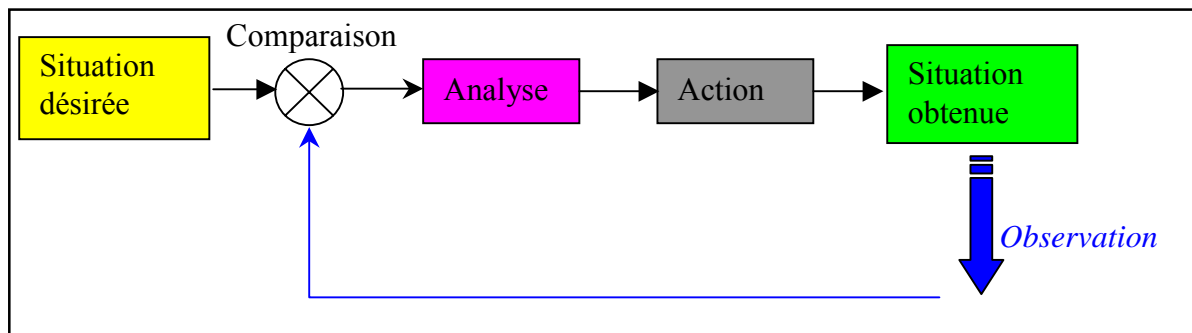 Comparaison
Situation
désirée
Analyse
Action
Situation
obtenue
Observation